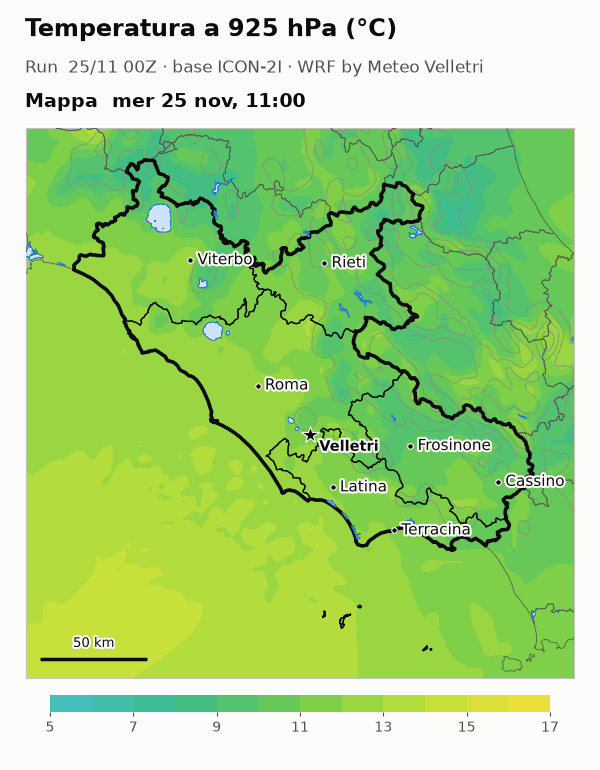 Temperatura a 925 hPa (°C)
Run 25/11 00Z · base ICON-2I · WRF by Meteo Velletri
Mappa mer 25 nov, 11:00
Viterbo
Rieti
Roma
Velletri
Frosinone
Cassino
Latina
Terracina
50 km
5 7 9 11 13 15 17